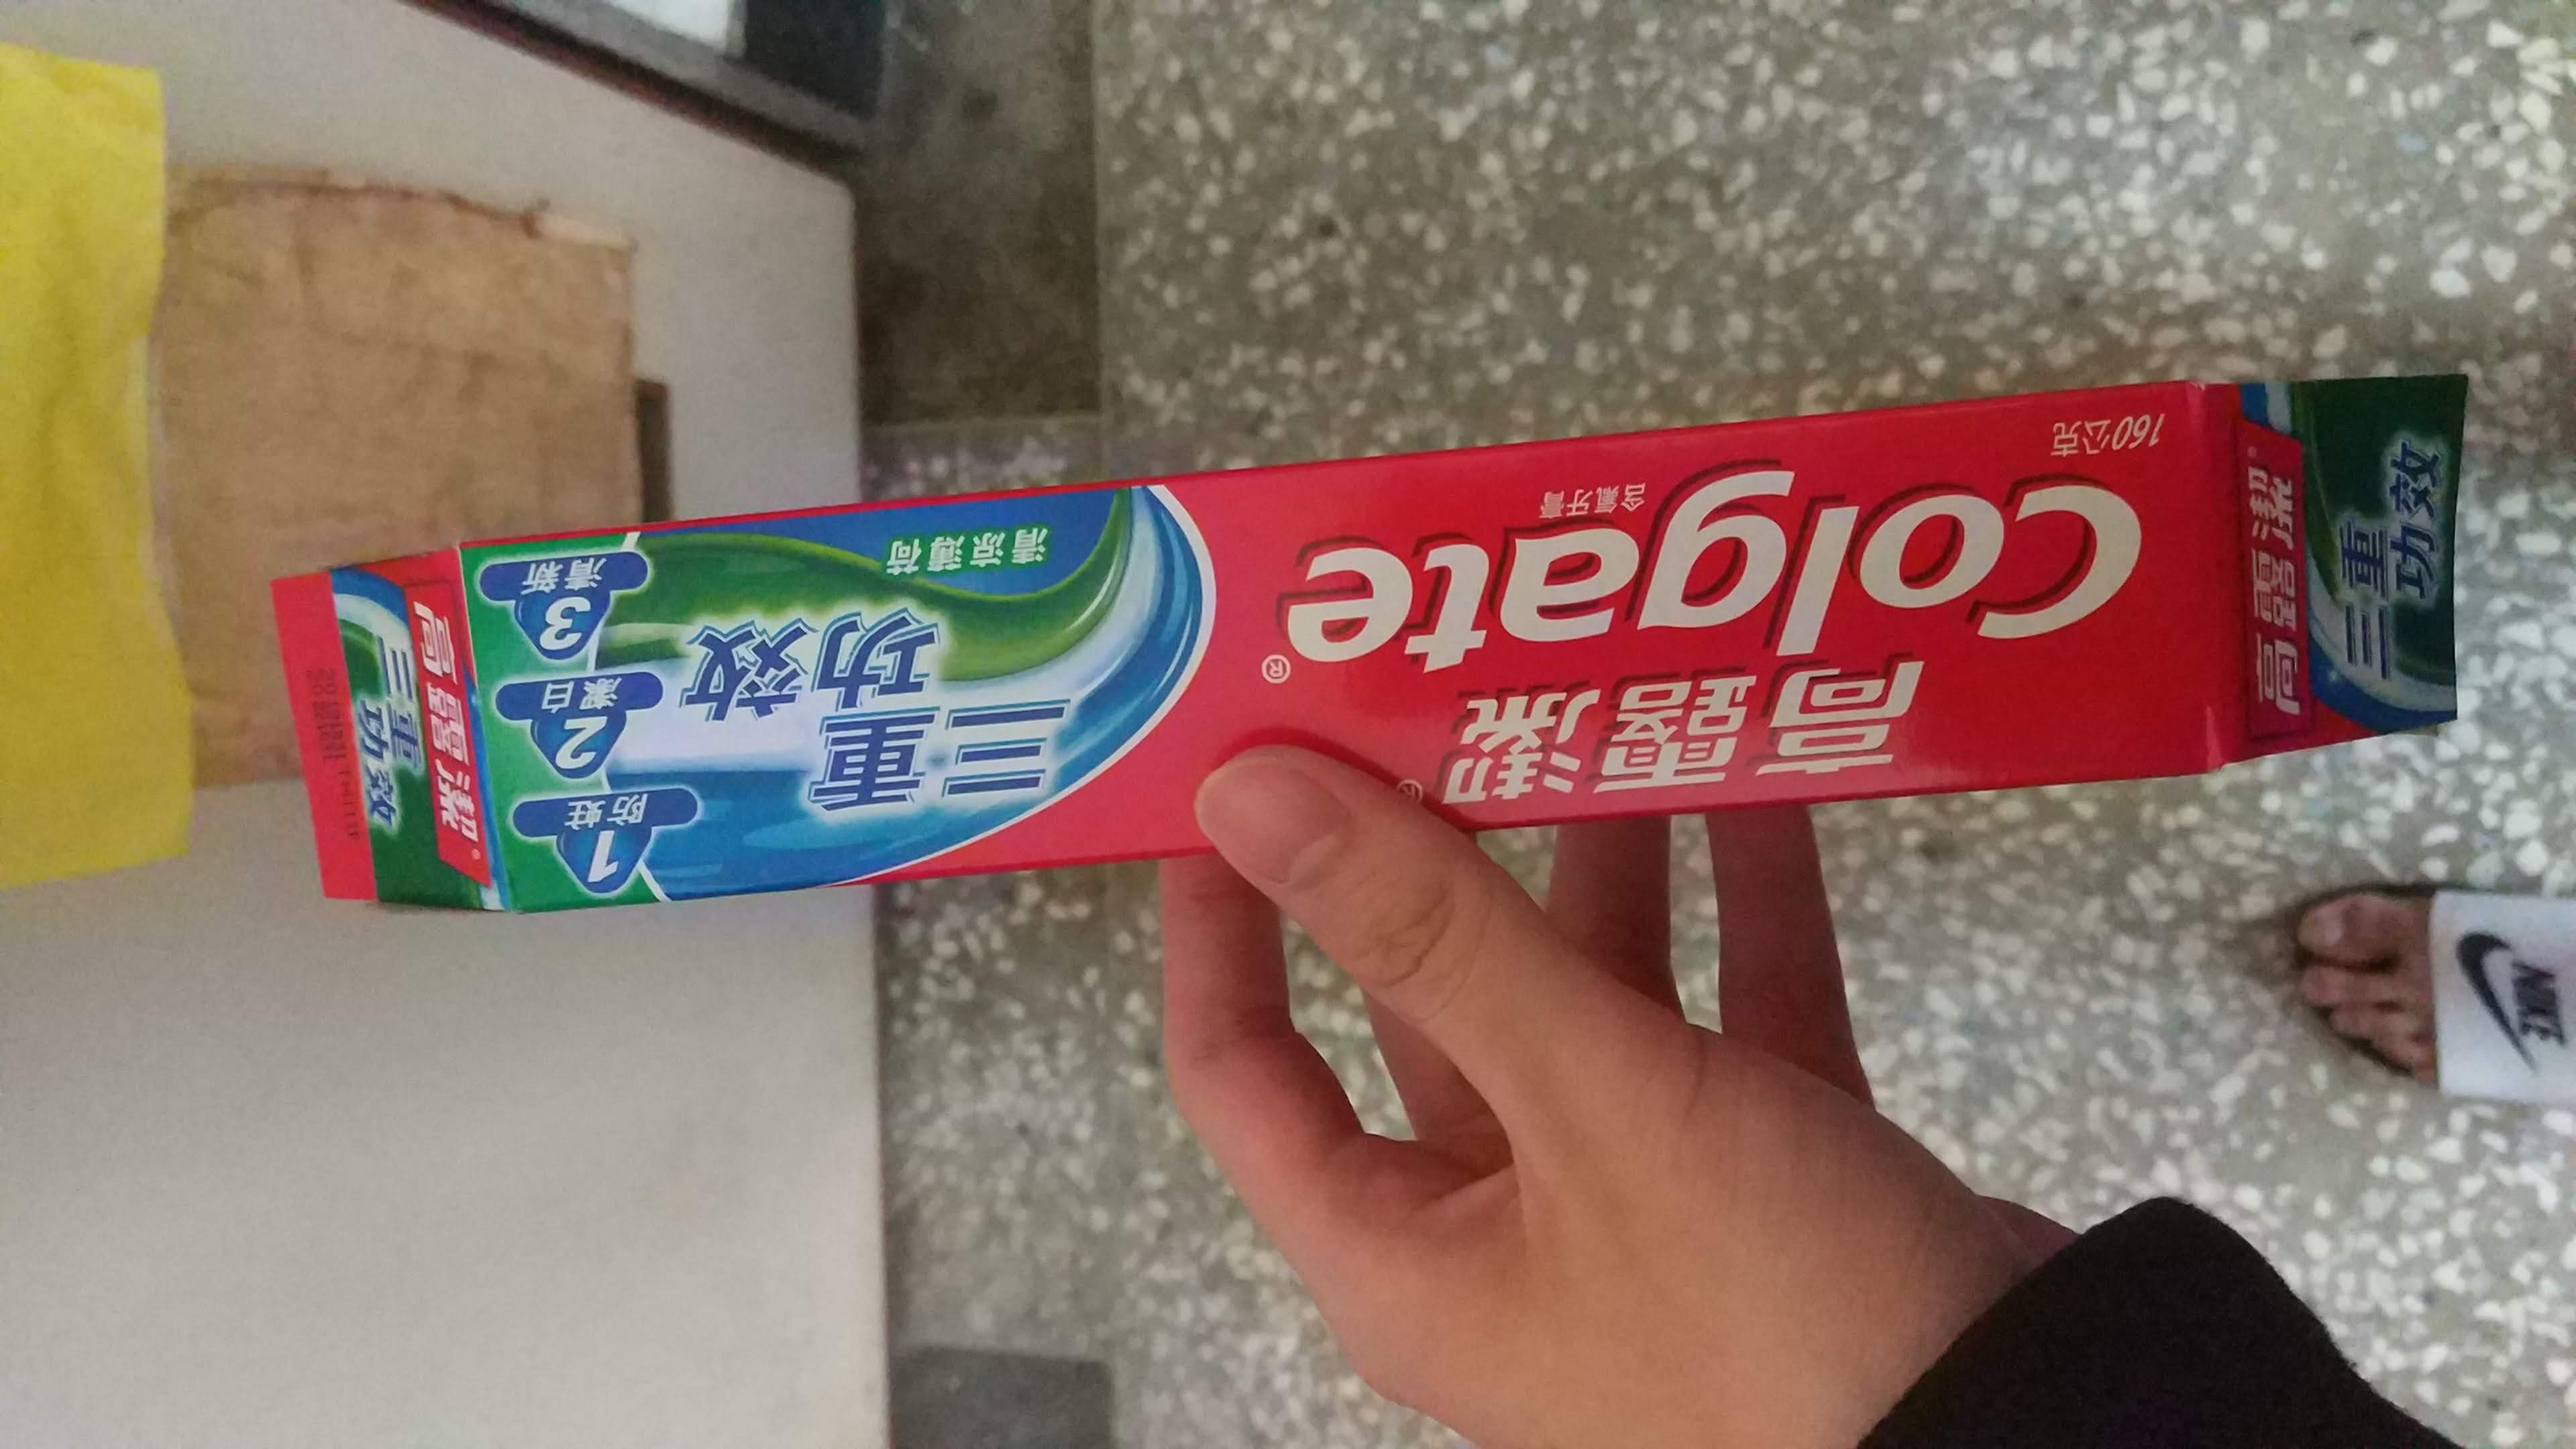 160公克
Colgate®
含氟牙膏
高露潔®
清涼薄荷
三重
功效
1 防蛀
2 潔白
3 清新
高露潔®
三重
功效
高露潔®
三重
功效
NIKE